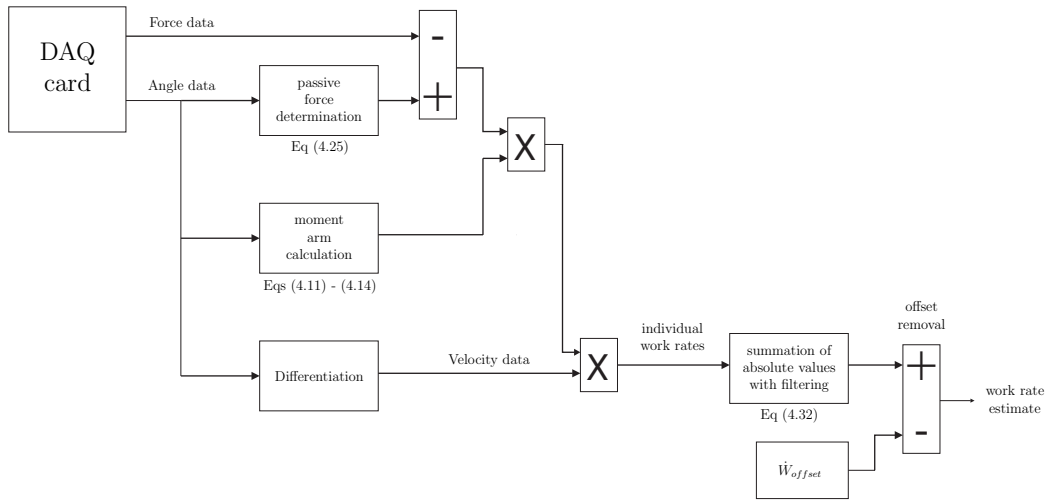 DAQ
card
Force data
Angle data
-
+
passive
force
determination
Eq (4.25)
X
moment
arm
calculation
Eqs (4.11) - (4.14)
Differentiation
Velocity data
X
individual
work rates
summation of
absolute values
with filtering
Eq (4.32)
offset
removal
+
-
work rate
estimate
Ẇoffset